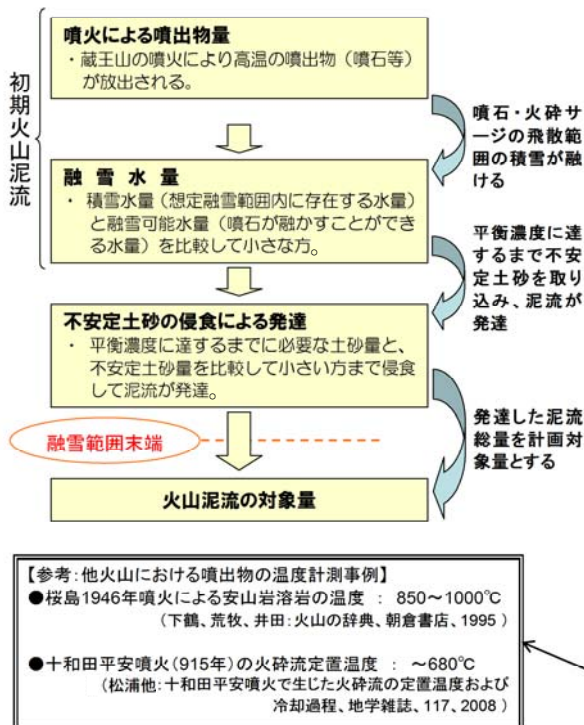 初期火山泥流
噴火による噴出物量
・蔵王山の噴火により高温の噴出物（噴石等）
が放出される。
噴石・火砕サ
ージの飛散範
囲の積雪が融
ける
融雪水量
・ 積雪水量（想定融雪範囲内に存在する水量）
と融雪可能水量（噴石が融かすことができ
る水量）を比較して小さな方。
平衡濃度に達
するまで不安
定土砂を取り
込み、泥流が
発達
不安定土砂の侵食による発達
・ 平衡濃度に達するまでに必要な土砂量と、
不安定土砂量を比較して小さい方まで侵食
して泥流が発達。
発達した泥流
総量を計画対
象量とする
融雪範囲末端
火山泥流の対象量
【参考：他火山における噴出物の温度計測事例】
●桜島1946年噴火による安山岩溶岩の温度 ： 850～1000℃
（下鶴、荒牧、井田：火山の辞典、朝倉書店、1995 ）
●十和田平安噴火（915年）の火砕流定置温度 ： ～680℃
（松浦他：十和田平安噴火で生じた火砕流の定置温度および
冷却過程、地学雑誌、117、2008 ）